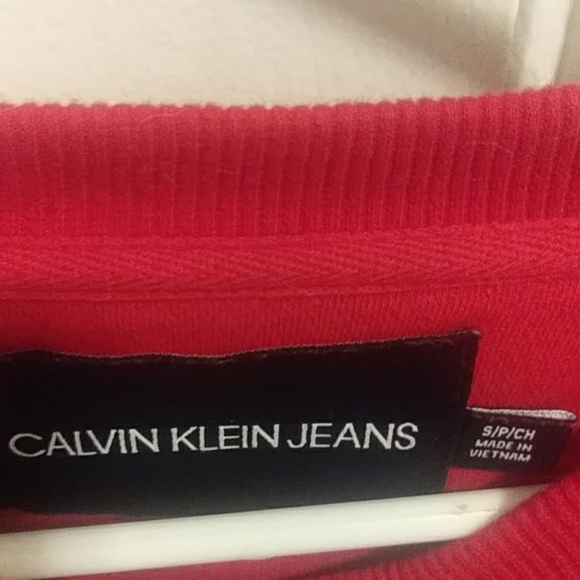 CALVIN KLEIN JEANS
S/P/CH
MADE IN
VIETNAM